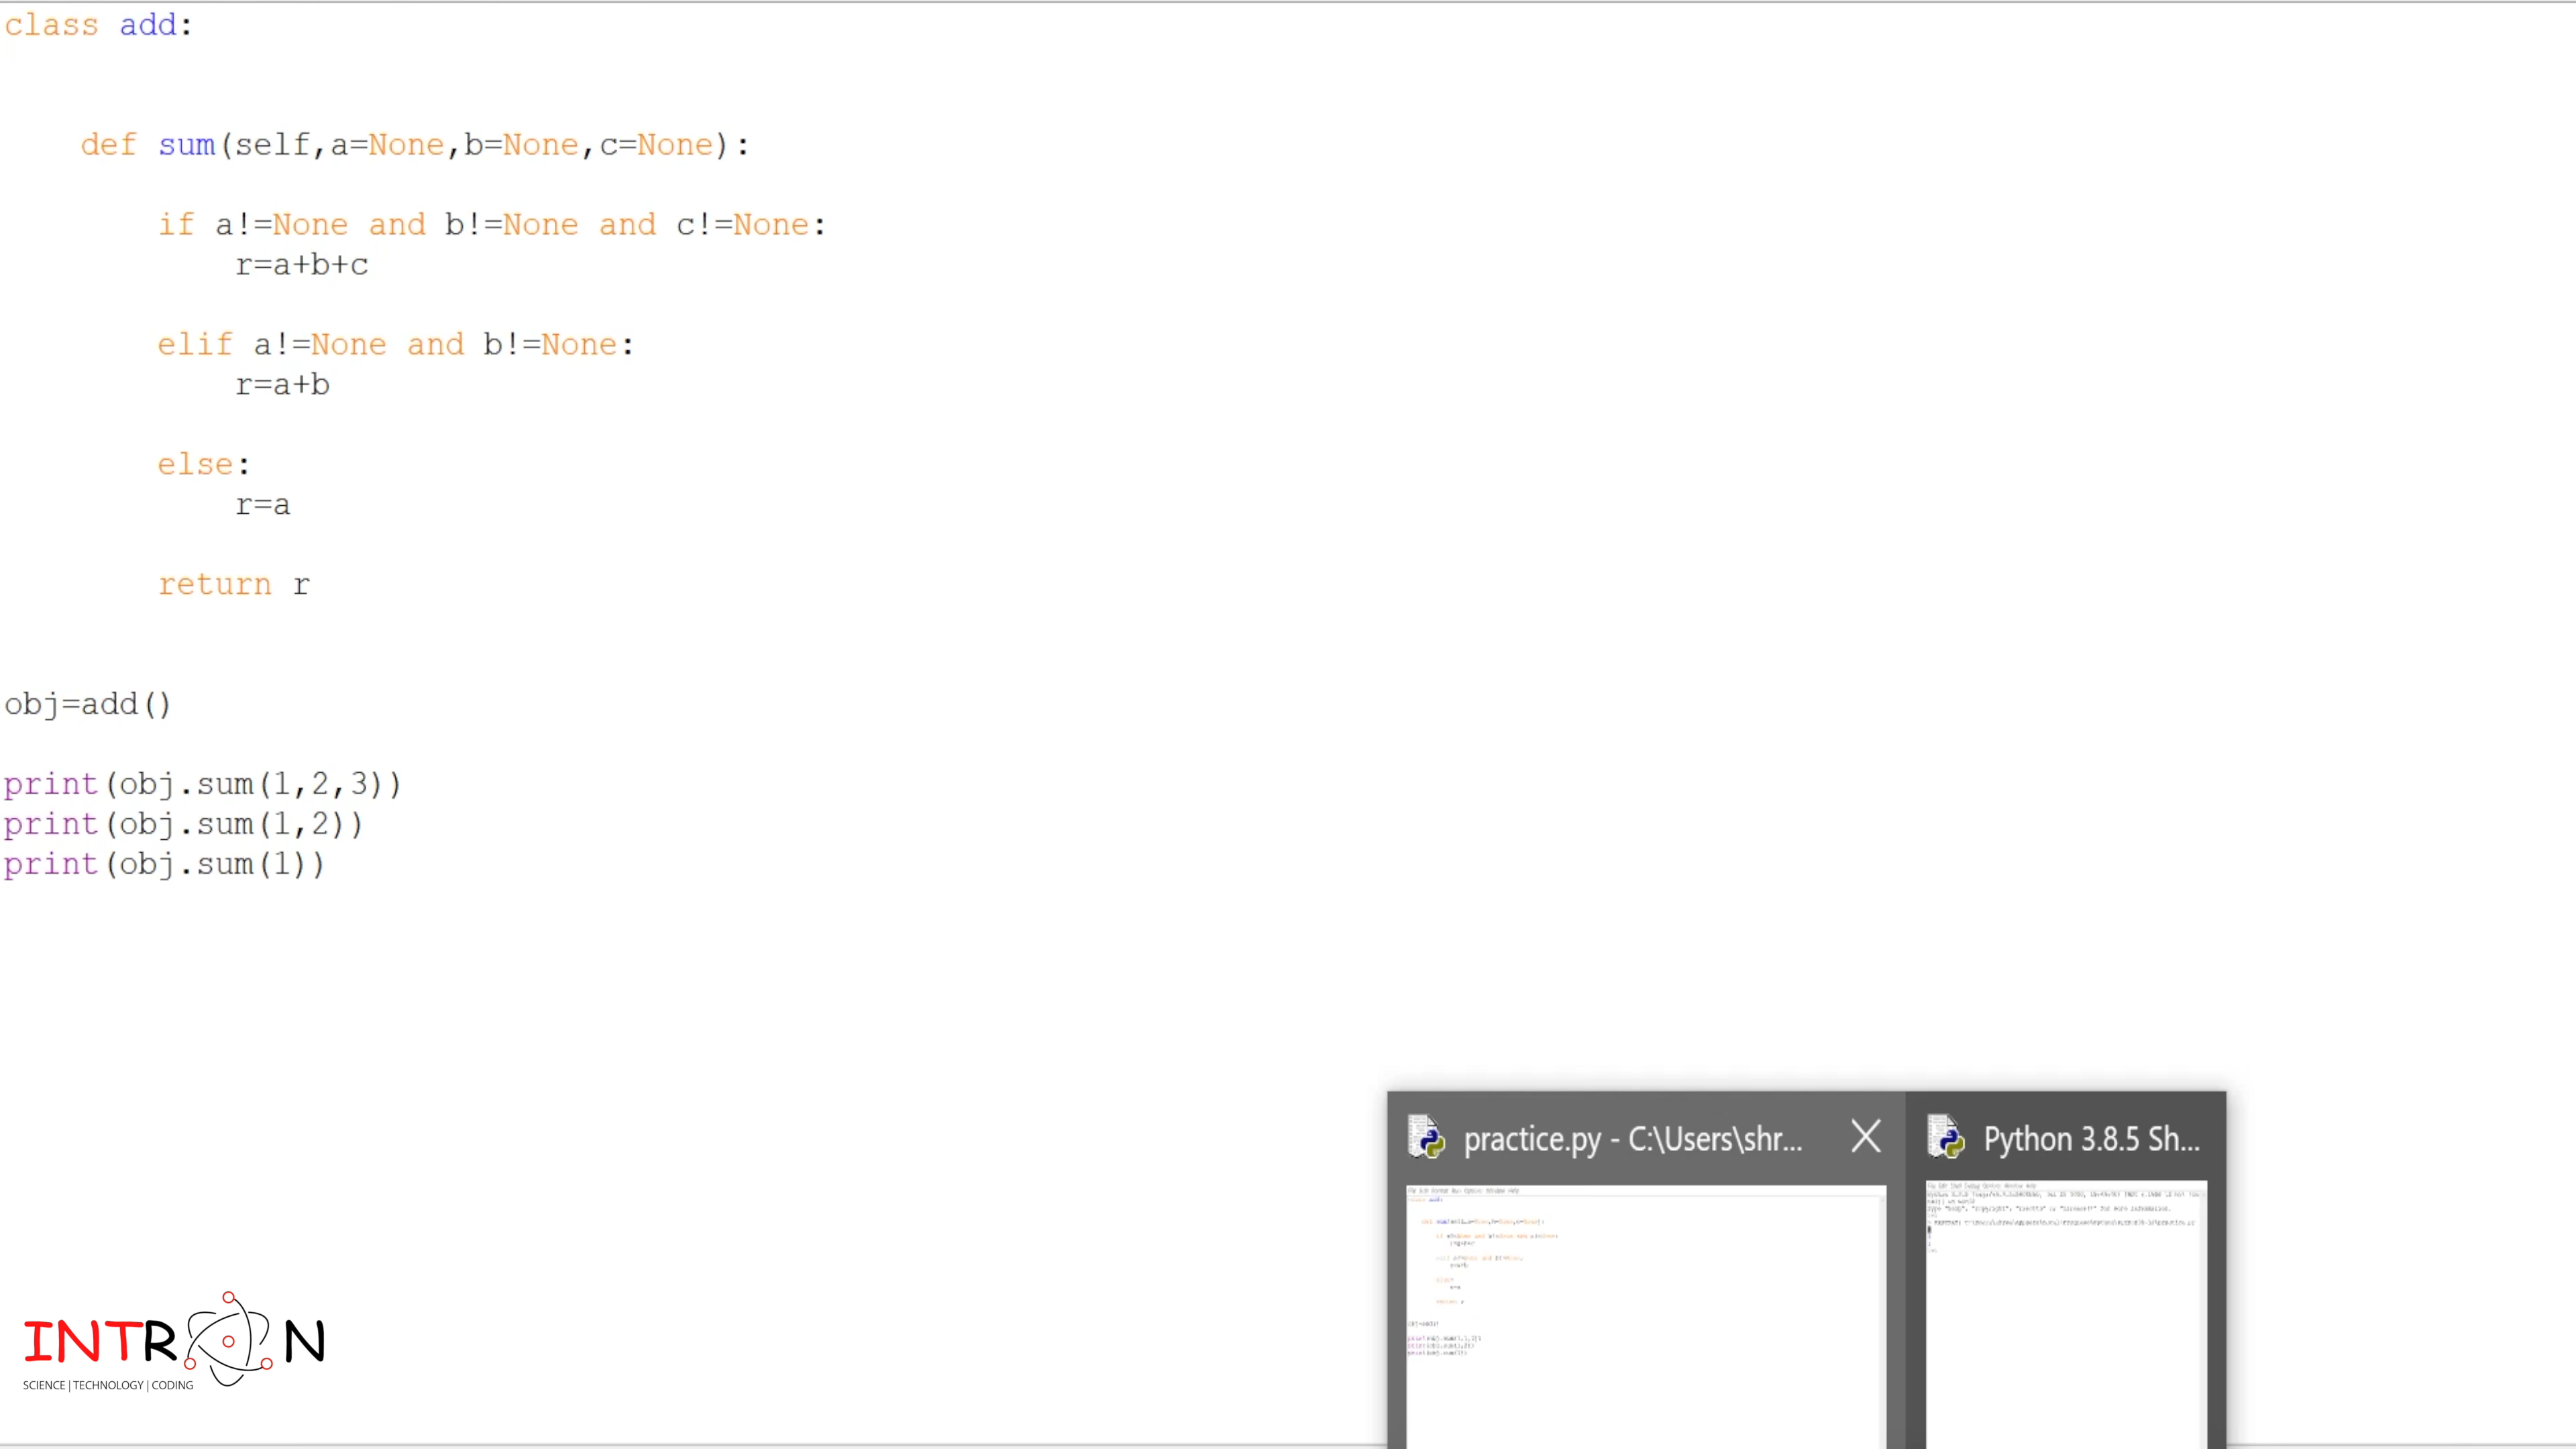 class add:
def sum(self,a=None,b=None,c=None):
if a!=None and b!=None and c!=None:
r=a+b+c
elif a!=None and b!=None:
r=a+b
else:
r=a
return r
obj=add()
print(obj.sum(1,2,3))
print(obj.sum(1,2))
print(obj.sum(1))
practice.py - C:\Users\shr...
Python 3.8.5 Sh...
INTRON
SCIENCE | TECHNOLOGY | CODING